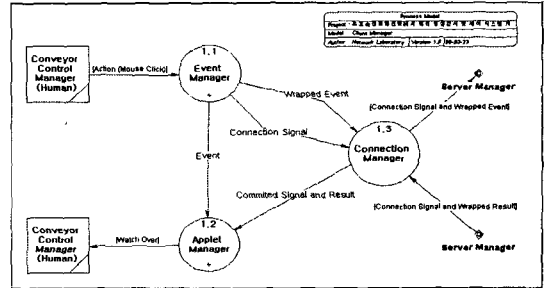 Process Model
Project
Model Client Manager
Author Network Laboratory Version 1.0
Conveyor
Control
Manager
(Human)
[Action (Mouse Click)]
1.1
Event
Manager
+
Wrapped Event
Connection Signal
Event
[Connection Signal and Wrapped Event]
Server Manager
1.3
Connection
Manager
Commited Signal and Result
[Connection Signal and Wrapped Result]
Server Manager
Conveyor
Control
Manager
(Human)
[Watch Over]
1.2
Applet
Manager
+